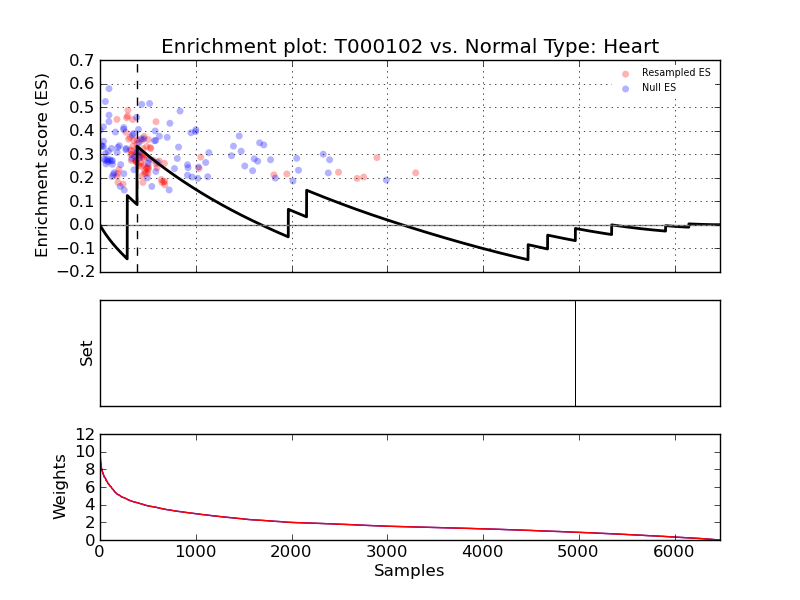 Enrichment plot: T000102 vs. Normal Type: Heart
Enrichment score (ES)
0.7
0.6
0.5
0.4
0.3
0.2
0.1
0.0
−0.1
−0.2
Resampled ES
Null ES
Set
Weights
12
10
8
6
4
2
0
0 1000 2000 3000 4000 5000 6000
Samples